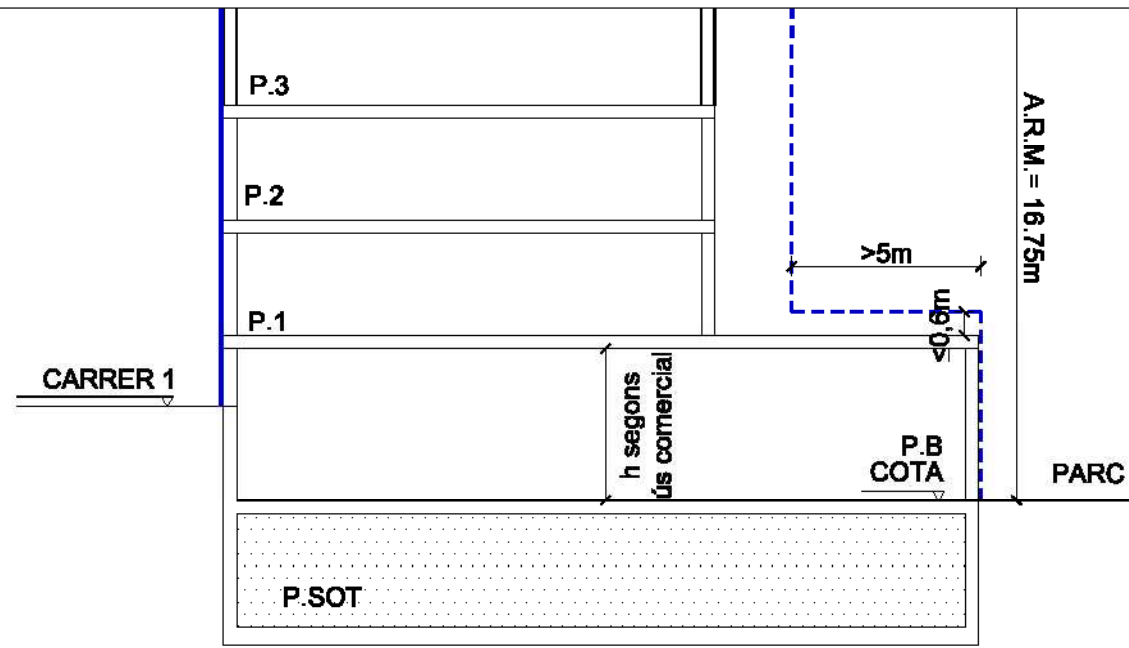 P.3
A.R.M.= 16.75m
P.2
>5m
<0,6m
P.1
CARRER 1
h segons
ús comercial
P.B
COTA
PARC
P.SOT